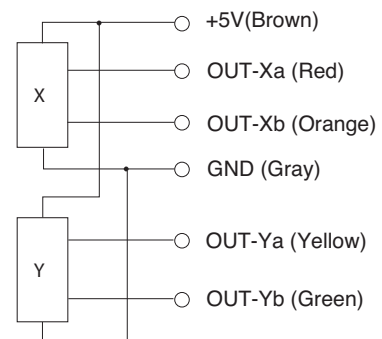 +5V(Brown)
OUT-Xa (Red)
X
OUT-Xb (Orange)
GND (Gray)
OUT-Ya (Yellow)
Y
OUT-Yb (Green)